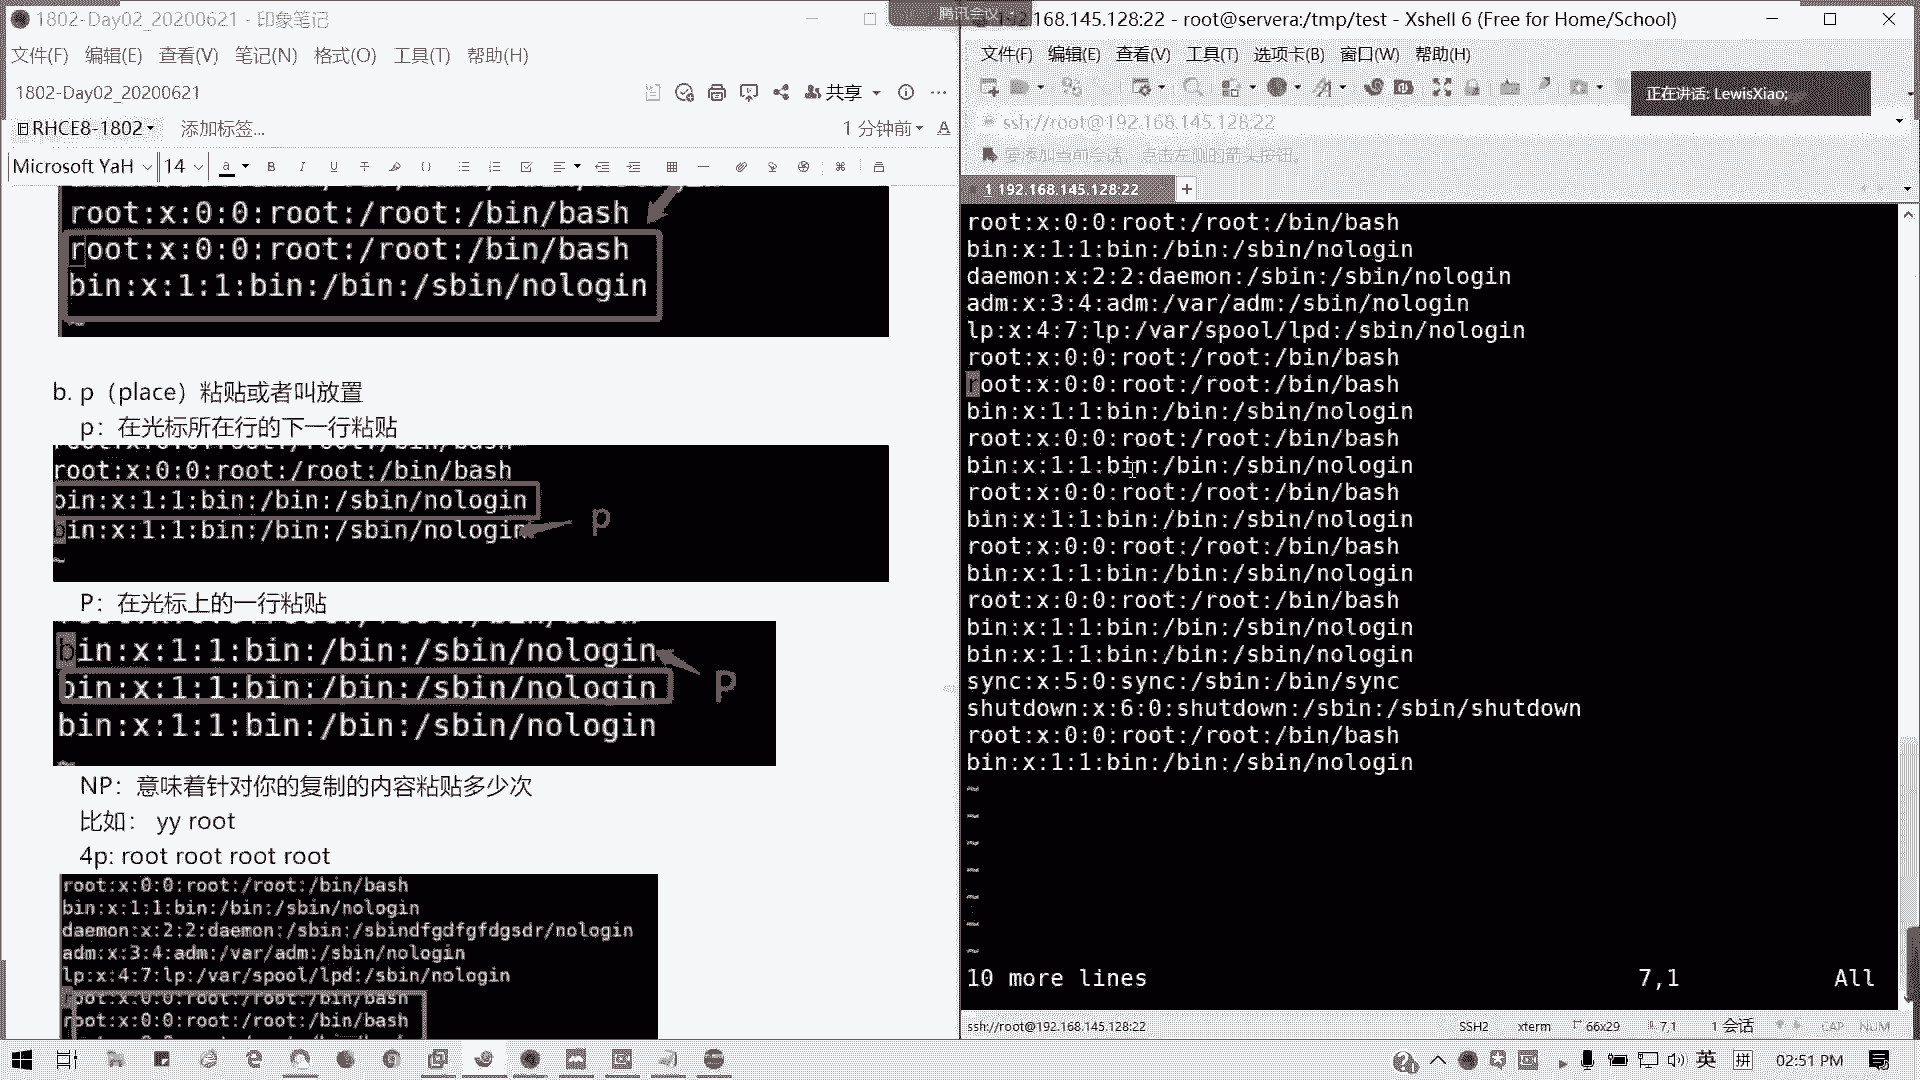 1802-Day02_20200621 - 印象笔记
文件(F) 编辑(E) 查看(V) 笔记(N) 格式(O) 工具(T) 帮助(H)
1802-Day02_20200621
共享
RHCE8-1802
添加标签...
1 分钟前
Microsoft YaH
14
root:x:0:0:root:/root:/bin/bash
root:x:0:0:root:/root:/bin/bash
bin:x:1:1:bin:/bin:/sbin/nologin
b. p（place）粘贴或者叫放置
p：在光标所在行的下一行粘贴
root:x:0:0:root:/root:/bin/bash
bin:x:1:1:bin:/bin:/sbin/nologin
bin:x:1:1:bin:/bin:/sbin/nologin
p
~
P：在光标上的一行粘贴
bin:x:1:1:bin:/bin:/sbin/nologin
bin:x:1:1:bin:/bin:/sbin/nologin
P
bin:x:1:1:bin:/bin:/sbin/nologin
NP：意味着针对你的复制的内容粘贴多少次
比如： yy root
4p: root root root root
root:x:0:0:root:/root:/bin/bash
bin:x:1:1:bin:/bin:/sbin/nologin
daemon:x:2:2:daemon:/sbin:/sbindfgdfgfdgsdr/nologin
adm:x:3:4:adm:/var/adm:/sbin/nologin
lp:x:4:7:lp:/var/spool/lpd:/sbin/nologin
root:x:0:0:root:/root:/bin/bash
root:x:0:0:root:/root:/bin/bash
腾讯会议
192.168.145.128:22 - root@servera:/tmp/test - Xshell 6 (Free for Home/School)
文件(F) 编辑(E) 查看(V) 工具(T) 选项卡(B) 窗口(W) 帮助(H)
正在讲话: LewisXiao;
ssh://root@192.168.145.128:22
要添加当前会话，点击左侧的箭头按钮。
1 192.168.145.128:22
root:x:0:0:root:/root:/bin/bash
bin:x:1:1:bin:/bin:/sbin/nologin
daemon:x:2:2:daemon:/sbin:/sbin/nologin
adm:x:3:4:adm:/var/adm:/sbin/nologin
lp:x:4:7:lp:/var/spool/lpd:/sbin/nologin
root:x:0:0:root:/root:/bin/bash
root:x:0:0:root:/root:/bin/bash
bin:x:1:1:bin:/bin:/sbin/nologin
root:x:0:0:root:/root:/bin/bash
bin:x:1:1:bin:/bin:/sbin/nologin
root:x:0:0:root:/root:/bin/bash
bin:x:1:1:bin:/bin:/sbin/nologin
root:x:0:0:root:/root:/bin/bash
bin:x:1:1:bin:/bin:/sbin/nologin
root:x:0:0:root:/root:/bin/bash
bin:x:1:1:bin:/bin:/sbin/nologin
bin:x:1:1:bin:/bin:/sbin/nologin
sync:x:5:0:sync:/sbin:/bin/sync
shutdown:x:6:0:shutdown:/sbin:/sbin/shutdown
root:x:0:0:root:/root:/bin/bash
bin:x:1:1:bin:/bin:/sbin/nologin
~
~
~
~
~
~
~
10 more lines 7,1 All
ssh://root@192.168.145.128:22 SSH2 xterm 66x29 7,1 1 会话 CAP NUM
英 拼 02:51 PM